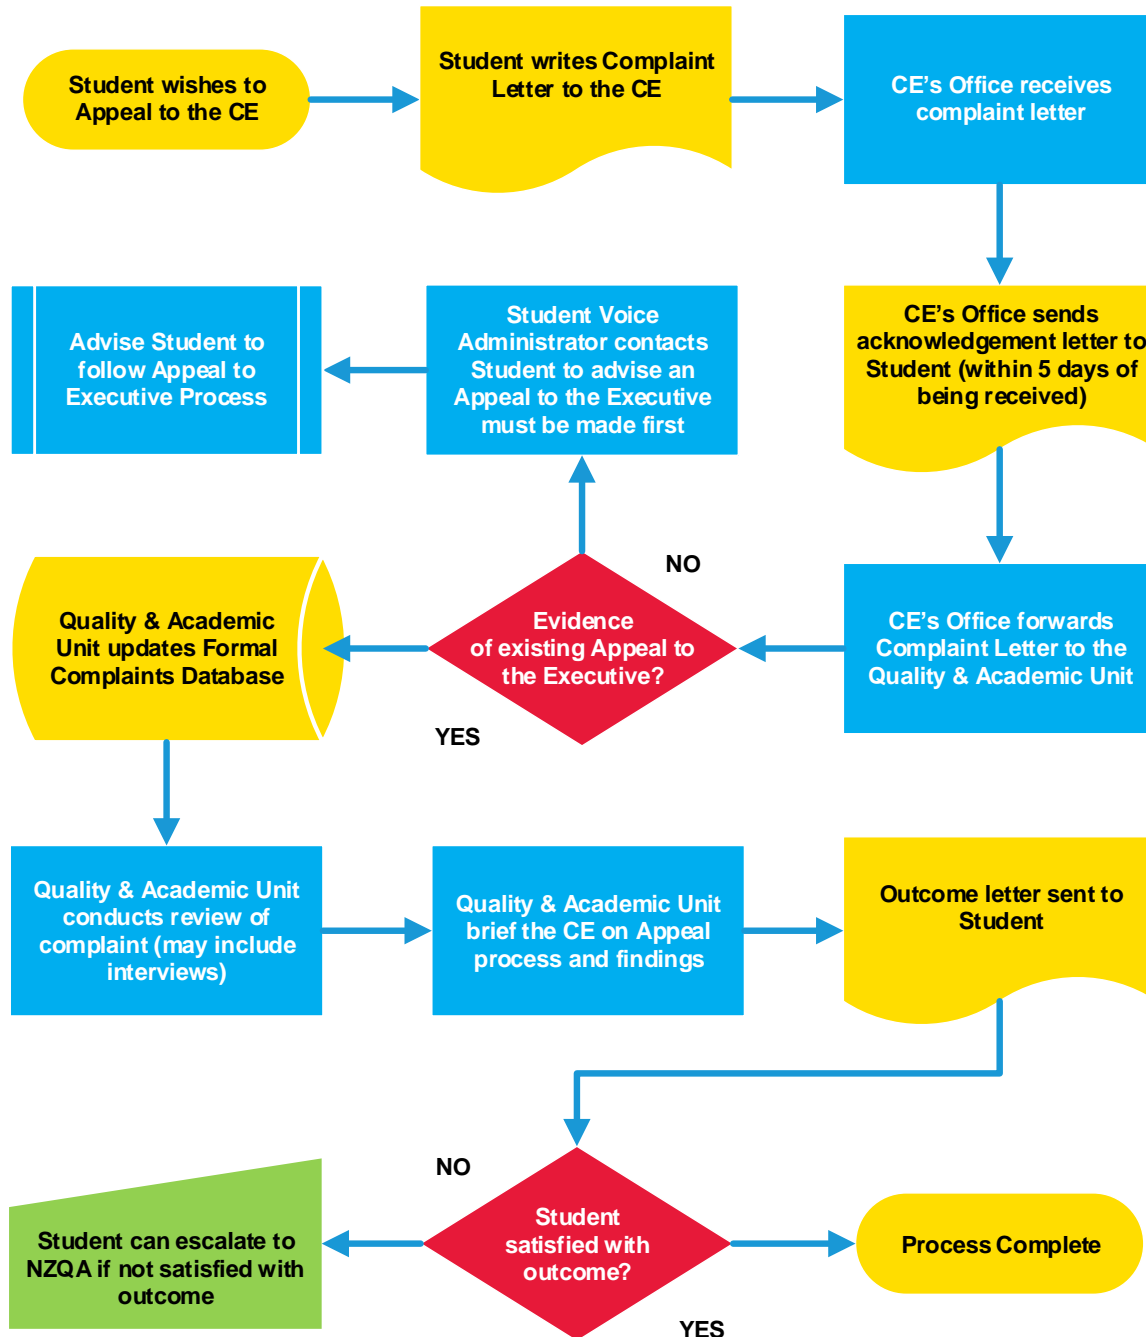 Student wishes to
Appeal to the CE
Student writes Complaint
Letter to the CE
CE's Office receives
complaint letter
CE's Office sends
acknowledgement letter to
Student (within 5 days of
being received)
Student Voice
Administrator contacts
Student to advise an
Appeal to the Executive
must be made first
Advise Student to
follow Appeal to
Executive Process
CE's Office forwards
Complaint Letter to the
Quality & Academic Unit
NO
Evidence
of existing Appeal to
the Executive?
YES
Quality & Academic
Unit updates Formal
Complaints Database
Quality & Academic Unit
conducts review of
complaint (may include
interviews)
Quality & Academic Unit
brief the CE on Appeal
process and findings
Outcome letter sent to
Student
NO
Student
satisfied with
outcome?
YES
Student can escalate to
NZQA if not satisfied with
outcome
Process Complete